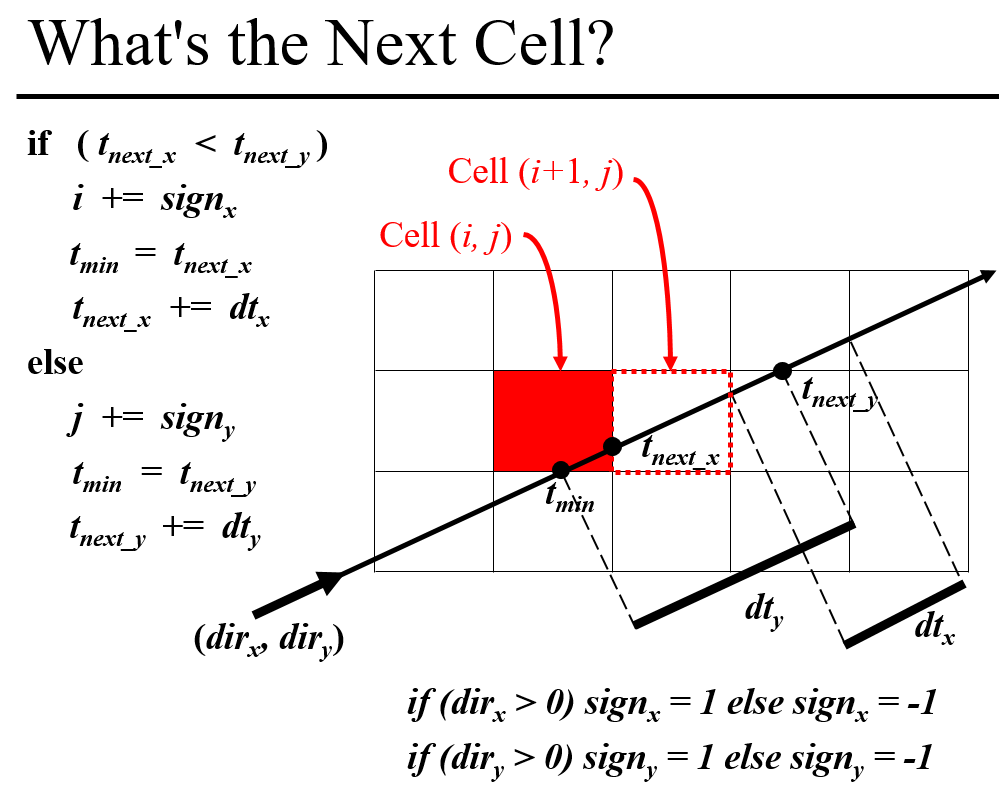 What's the Next Cell?
if ( t_next_x < t_next_y )
i += sign_x
t_min = t_next_x
t_next_x += dt_x
else
j += sign_y
t_min = t_next_y
t_next_y += dt_y
Cell (i+1, j)
Cell (i, j)
t_next_y
t_next_x
t_min
dt_y
dt_x
(dir_x, dir_y)
if (dir_x > 0) sign_x = 1 else sign_x = -1
if (dir_y > 0) sign_y = 1 else sign_y = -1